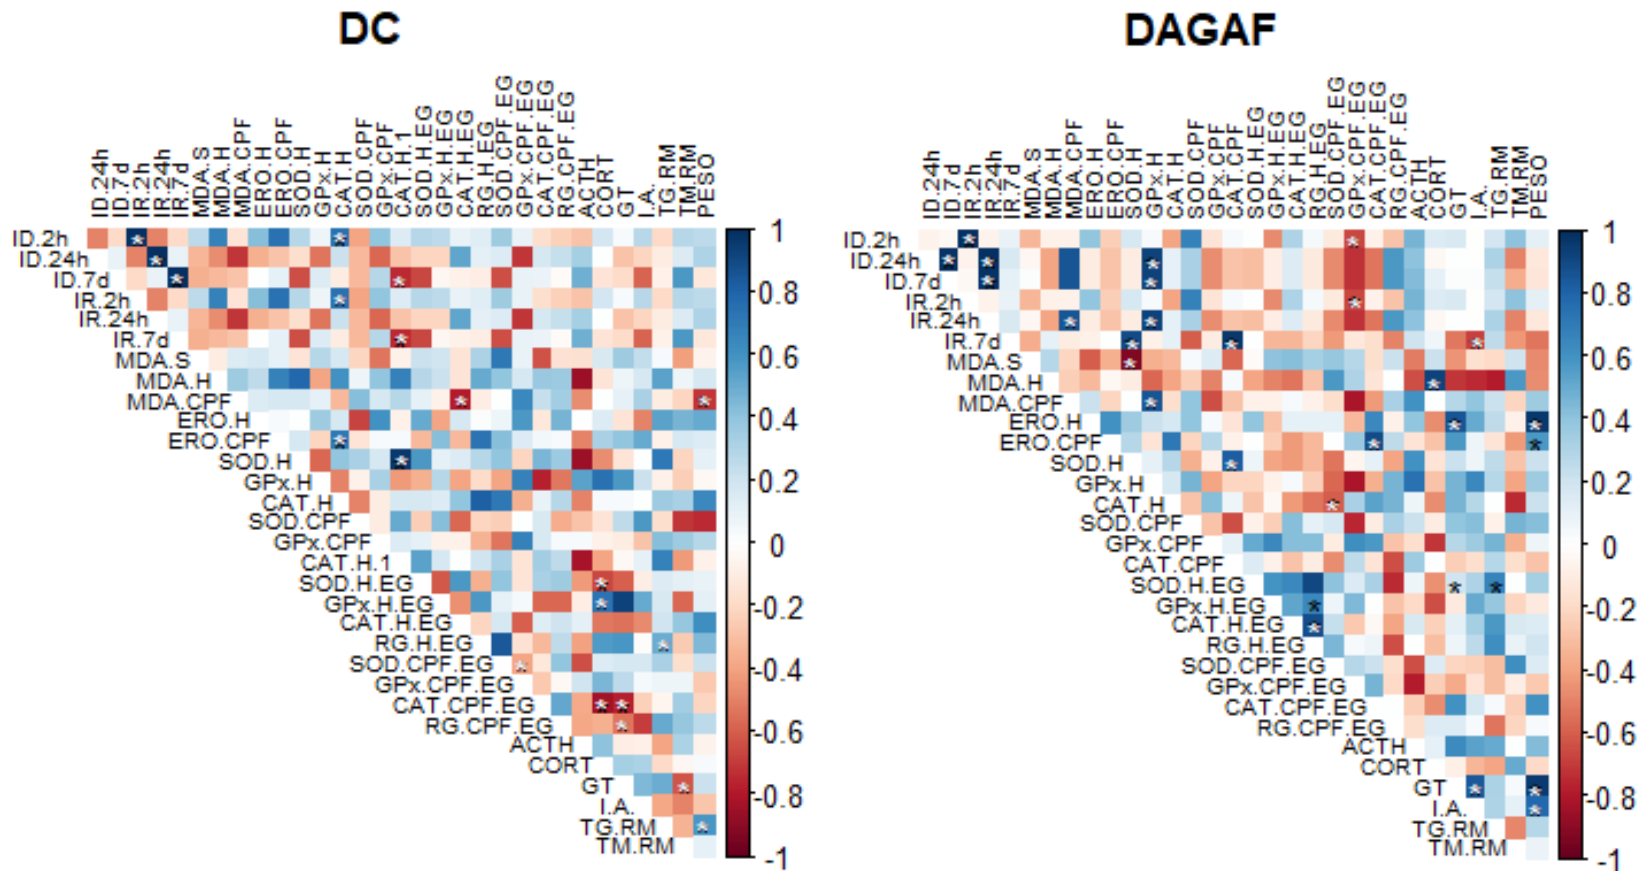 DC
DAGAF
ID.24h
ID.7d
IR.2h
IR.24h
IR.7d
MDA.S
MDA.H
MDA.CPF
ERO.H
ERO.CPF
SOD.H
GPx.H
CAT.H
SOD.CPF
GPx.CPF
CAT.H.1
SOD.H.EG
GPx.H.EG
CAT.H.EG
RG.H.EG
SOD.CPF.EG
GPx.CPF.EG
CAT.CPF.EG
RG.CPF.EG
ACTH
CORT
GT
I.A.
TG.RM
TM.RM
PESO
ID.2h
ID.24h
ID.7d
IR.2h
IR.24h
IR.7d
MDA.S
MDA.H
MDA.CPF
ERO.H
ERO.CPF
SOD.H
GPx.H
CAT.H
SOD.CPF
GPx.CPF
CAT.H.1
SOD.H.EG
GPx.H.EG
CAT.H.EG
RG.H.EG
SOD.CPF.EG
GPx.CPF.EG
CAT.CPF.EG
RG.CPF.EG
ACTH
CORT
GT
I.A.
TG.RM
TM.RM
1
0.8
0.6
0.4
0.2
0
-0.2
-0.4
-0.6
-0.8
-1
ID.24h
ID.7d
IR.2h
IR.24h
IR.7d
MDA.S
MDA.H
MDA.CPF
ERO.H
ERO.CPF
SOD.H
GPx.H
CAT.H
SOD.CPF
GPx.CPF
CAT.CPF
SOD.H.EG
GPx.H.EG
CAT.H.EG
RG.H.EG
SOD.CPF.EG
GPx.CPF.EG
CAT.CPF.EG
RG.CPF.EG
ACTH
CORT
GT
I.A.
TG.RM
TM.RM
PESO
ID.2h
ID.24h
ID.7d
IR.2h
IR.24h
IR.7d
MDA.S
MDA.H
MDA.CPF
ERO.H
ERO.CPF
SOD.H
GPx.H
CAT.H
SOD.CPF
GPx.CPF
CAT.CPF
SOD.H.EG
GPx.H.EG
CAT.H.EG
RG.H.EG
SOD.CPF.EG
GPx.CPF.EG
CAT.CPF.EG
RG.CPF.EG
ACTH
CORT
GT
I.A.
TG.RM
TM.RM
1
0.8
0.6
0.4
0.2
0
-0.2
-0.4
-0.6
-0.8
-1